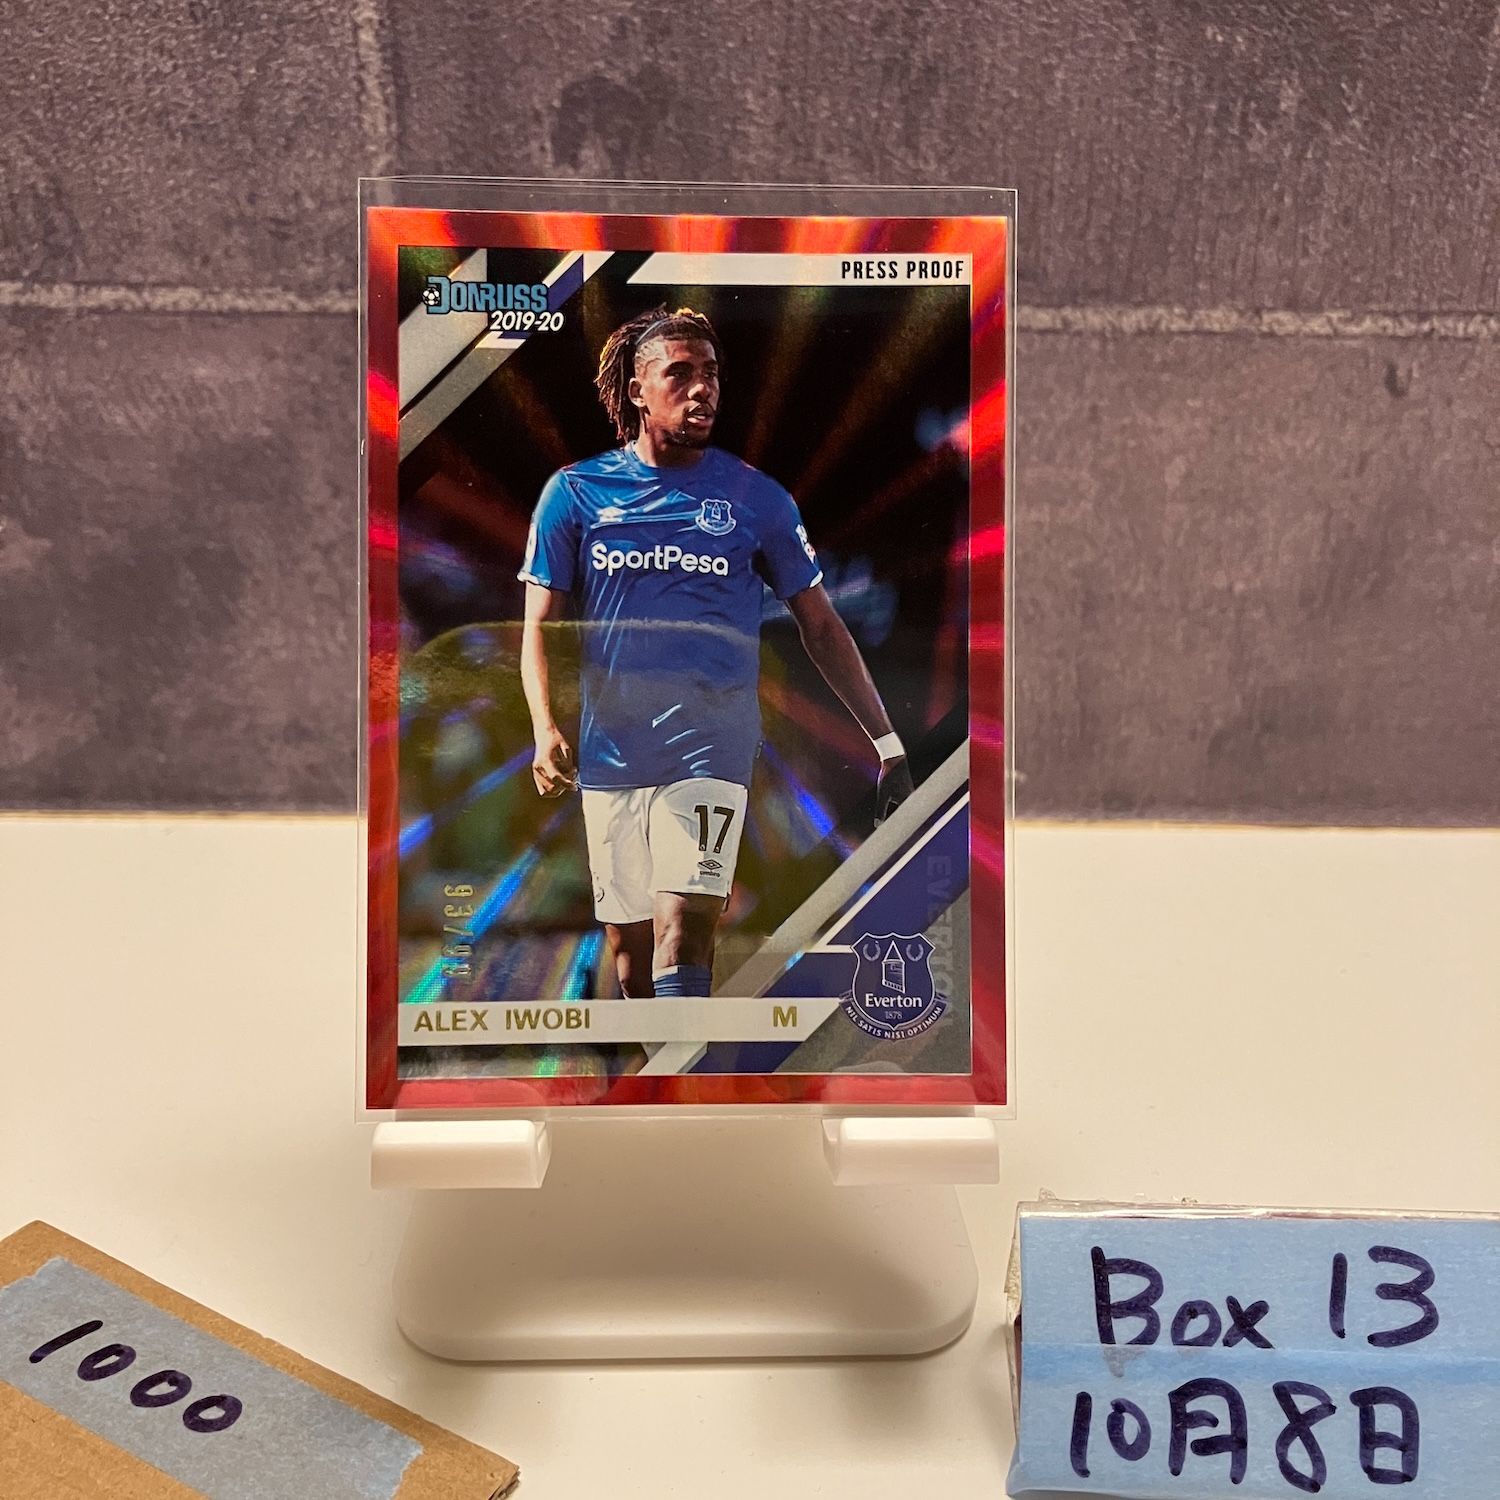 PRESS PROOF
DONRUSS
2019-20
SportPesa
17
umbro
EVERTON
Everton
1878
NIL SATIS NISI OPTIMUM
ALEX IWOBI
M
1000
Box 13
10月8日